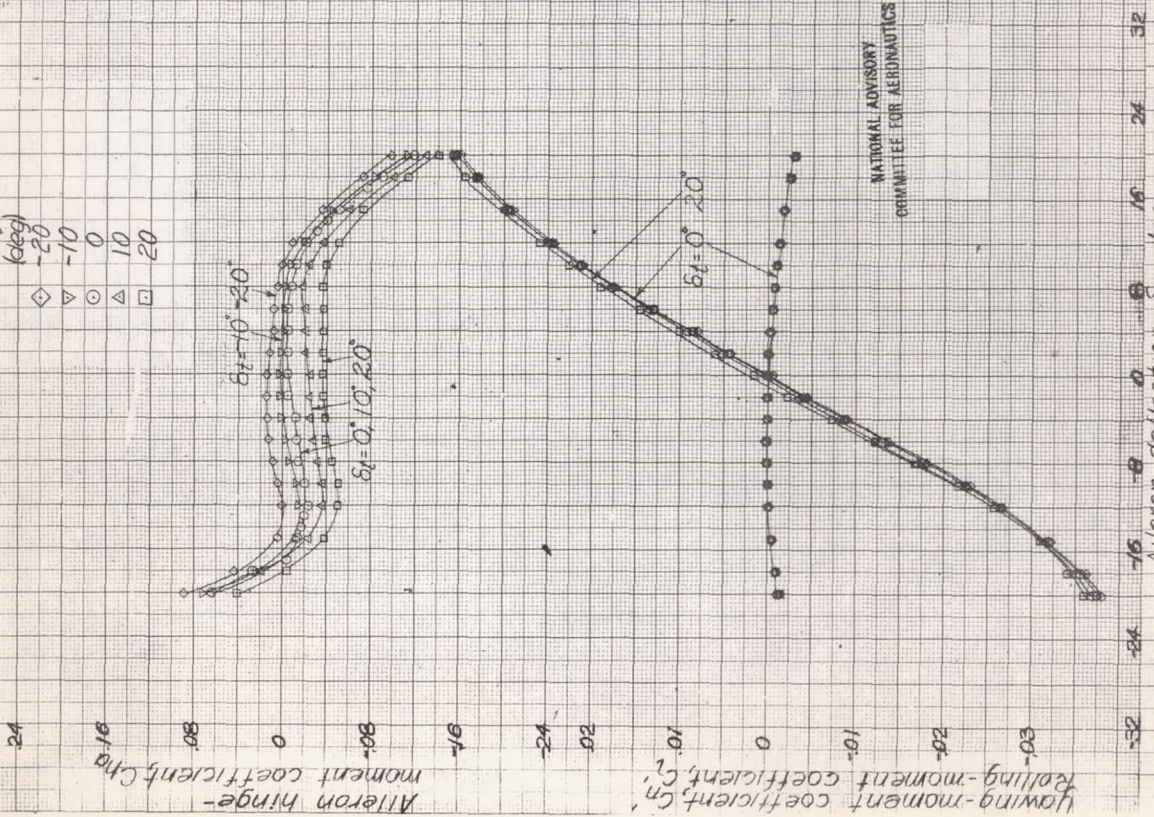 (deg)
-20
-10
0
10
20
.24
.16
.08
0
-.08
-.16
-.24
Aileron hinge-
moment coefficient, Cha
δt=-10° -20°
δt=0°, 10°, 20°
δt=0° 20°
.02
.01
0
-.01
-.02
-.03
Yawing-moment coefficient, Cn'
Rolling-moment coefficient, Cl'
NATIONAL ADVISORY
COMMITTEE FOR AERONAUTICS
-32 -24 -16 -8 0 8 16 24 32
Aileron deflection